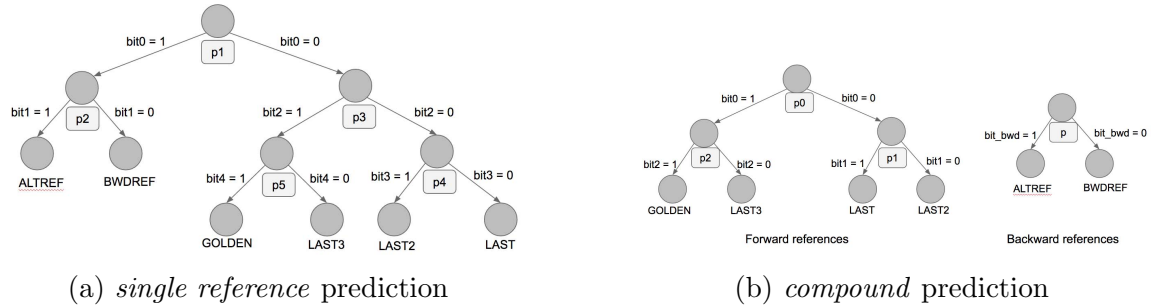 bit0 = 1
bit0 = 0
p1
bit1 = 1
bit1 = 0
p2
bit2 = 1
bit2 = 0
p3
ALTREF
BWDREF
bit4 = 1
bit4 = 0
p5
bit3 = 1
bit3 = 0
p4
GOLDEN
LAST3
LAST2
LAST
(a) single reference prediction
bit0 = 1
bit0 = 0
p0
bit2 = 1
bit2 = 0
p2
bit1 = 1
bit1 = 0
p1
GOLDEN
LAST3
LAST
LAST2
Forward references
p
bit_bwd = 1
bit_bwd = 0
ALTREF
BWDREF
Backward references
(b) compound prediction